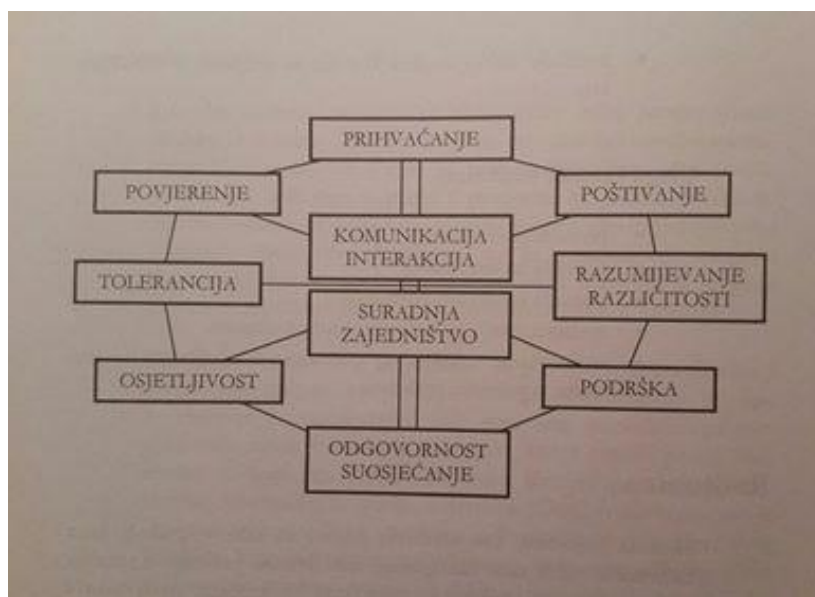 PRIHVAĆANJE
POVJERENJE
POŠTIVANJE
KOMUNIKACIJA
INTERAKCIJA
TOLERANCIJA
RAZUMIJEVANJE
RAZLIČITOSTI
SURADNJA
ZAJEDNIŠTVO
OSJETLJIVOST
PODRŠKA
ODGOVORNOST
SUOSJEĆANJE